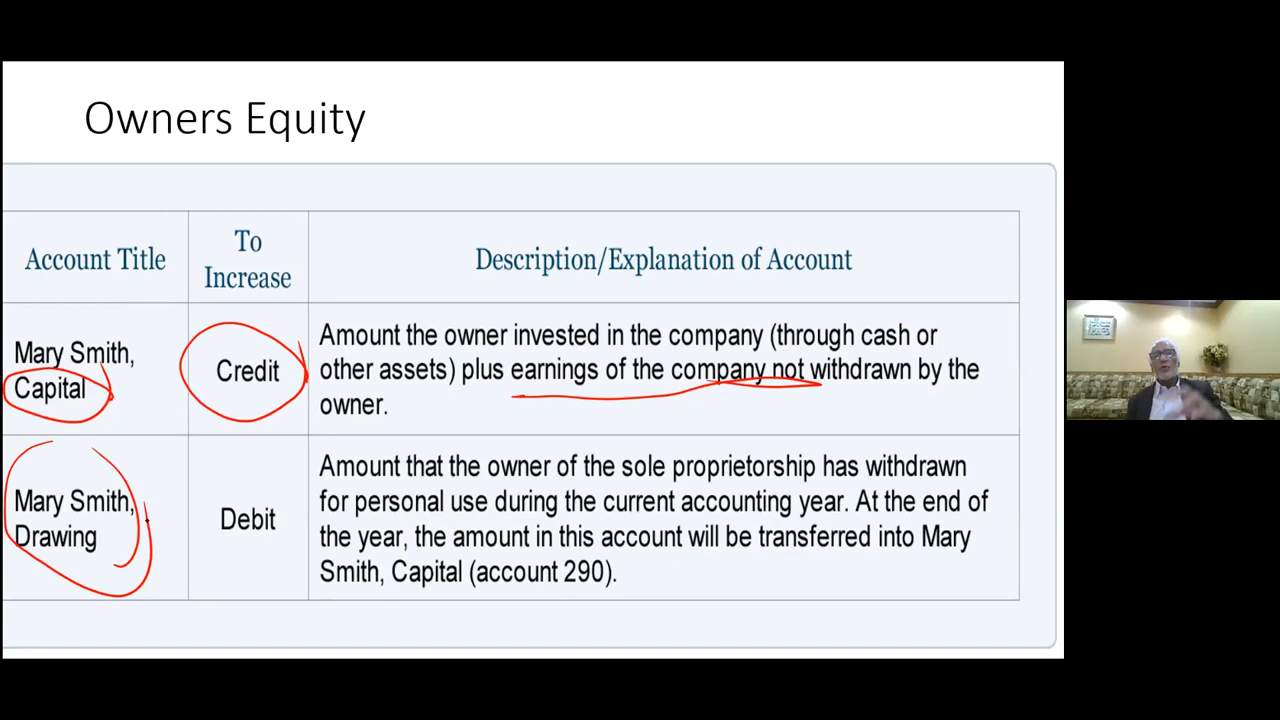 Owners Equity
Account Title
To
Increase
Description/Explanation of Account
Mary Smith,
Capital
Credit
Amount the owner invested in the company (through cash or
other assets) plus earnings of the company not withdrawn by the
owner.
Mary Smith,
Drawing
Debit
Amount that the owner of the sole proprietorship has withdrawn
for personal use during the current accounting year. At the end of
the year, the amount in this account will be transferred into Mary
Smith, Capital (account 290).